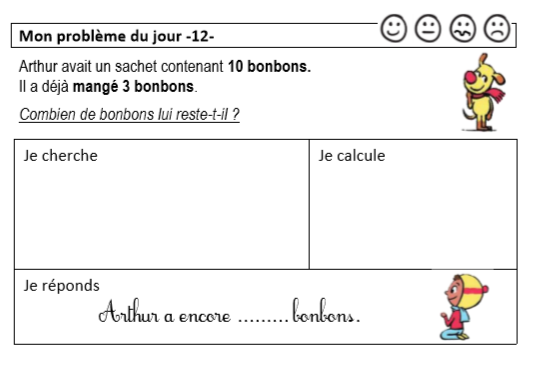 Mon problème du jour -12-
Arthur avait un sachet contenant 10 bonbons.
Il a déjà mangé 3 bonbons.
Combien de bonbons lui reste-t-il ?
Je cherche
Je calcule
Je réponds
Arthur a encore ......... bonbons.